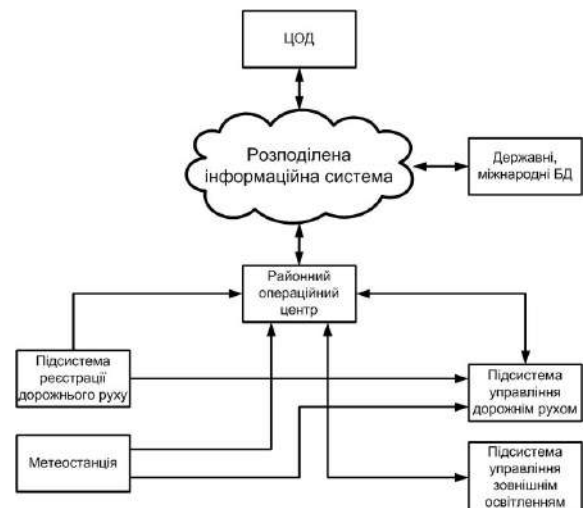 ЦОД
Розподілена
інформаційна система
Державні,
міжнародні БД
Районний
операційний
центр
Підсистема
реєстрації
дорожнього руху
Підсистема
управління
дорожнім рухом
Метеостанція
Підсистема
управління
зовнішнім
освітленням